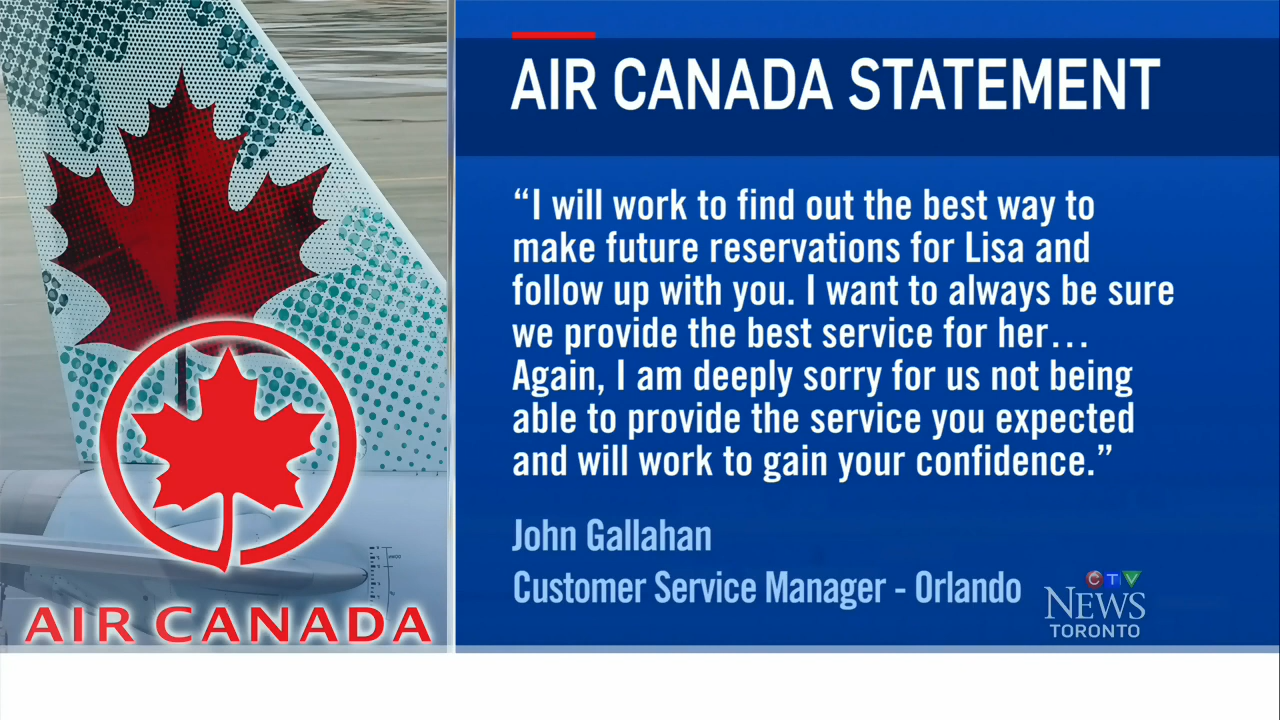 AIR CANADA STATEMENT
“I will work to find out the best way to
make future reservations for Lisa and
follow up with you. I want to always be sure
we provide the best service for her…
Again, I am deeply sorry for us not being
able to provide the service you expected
and will work to gain your confidence.”
John Gallahan
Customer Service Manager - Orlando
CTV
NEWS
TORONTO
AIR CANADA